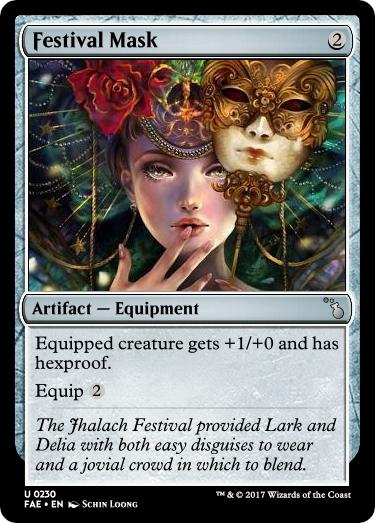 Festival Mask 2
Artifact — Equipment
Equipped creature gets +1/+0 and has
hexproof.
Equip 2
The Jhalach Festival provided Lark and
Delia with both easy disguises to wear
and a jovial crowd in which to blend.
U 0230
FAE • EN Schin Loong
™ & © 2017 Wizards of the Coast